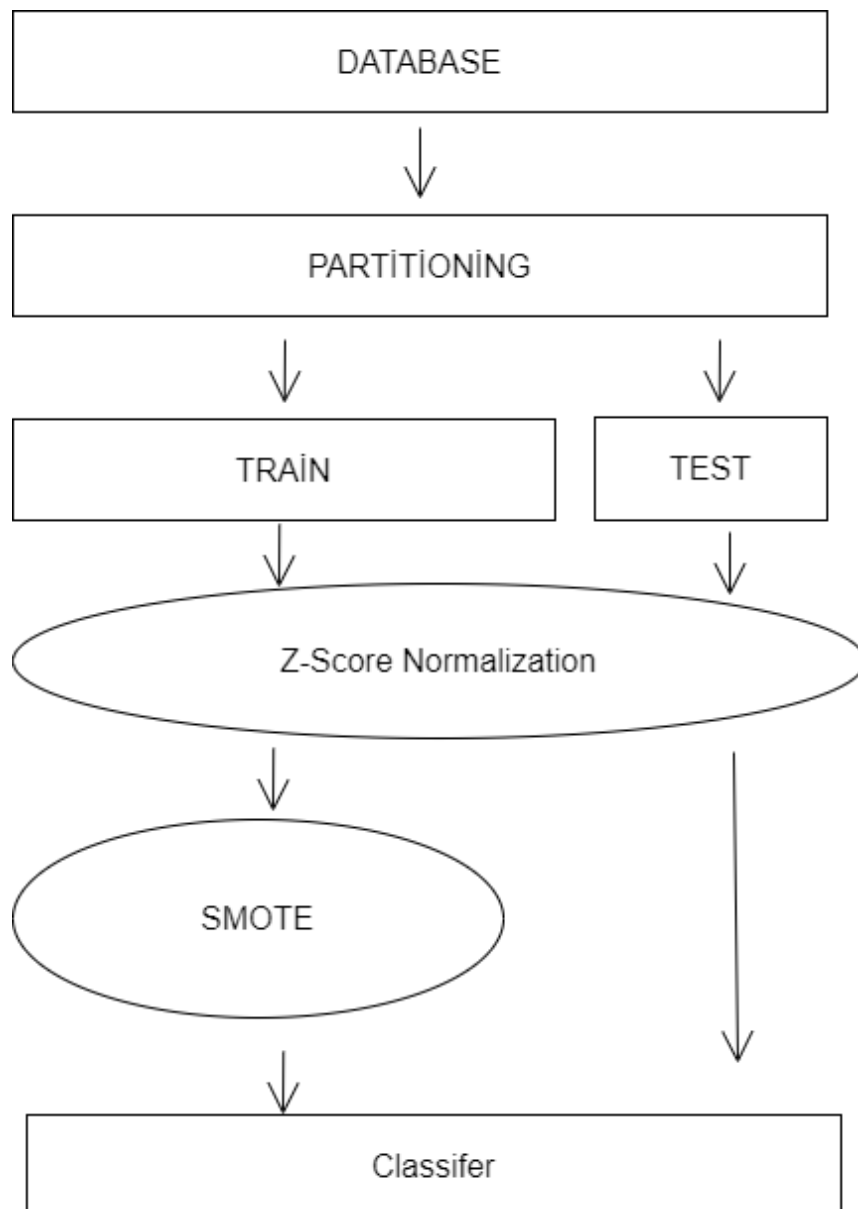 DATABASE
PARTİTİONİNG
TRAİN
TEST
Z-Score Normalization
SMOTE
Classifer